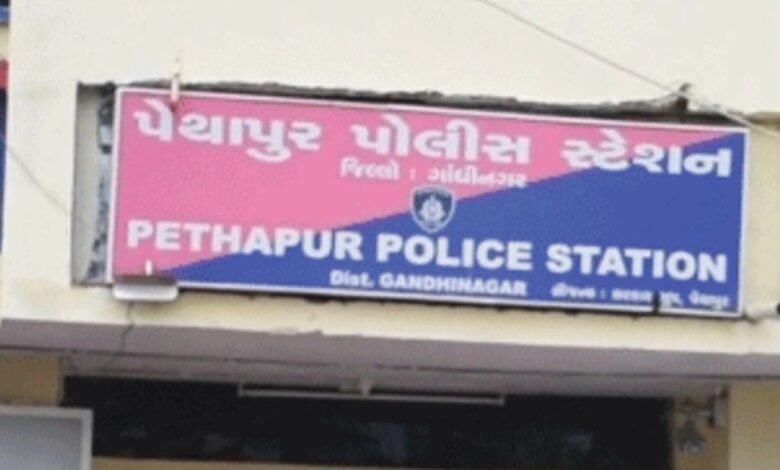 પેથાપુર પોલીસ સ્ટેશન
જિલ્લો : ગાંધીનગર
PETHAPUR POLICE STATION
Dist. GANDHINAGAR